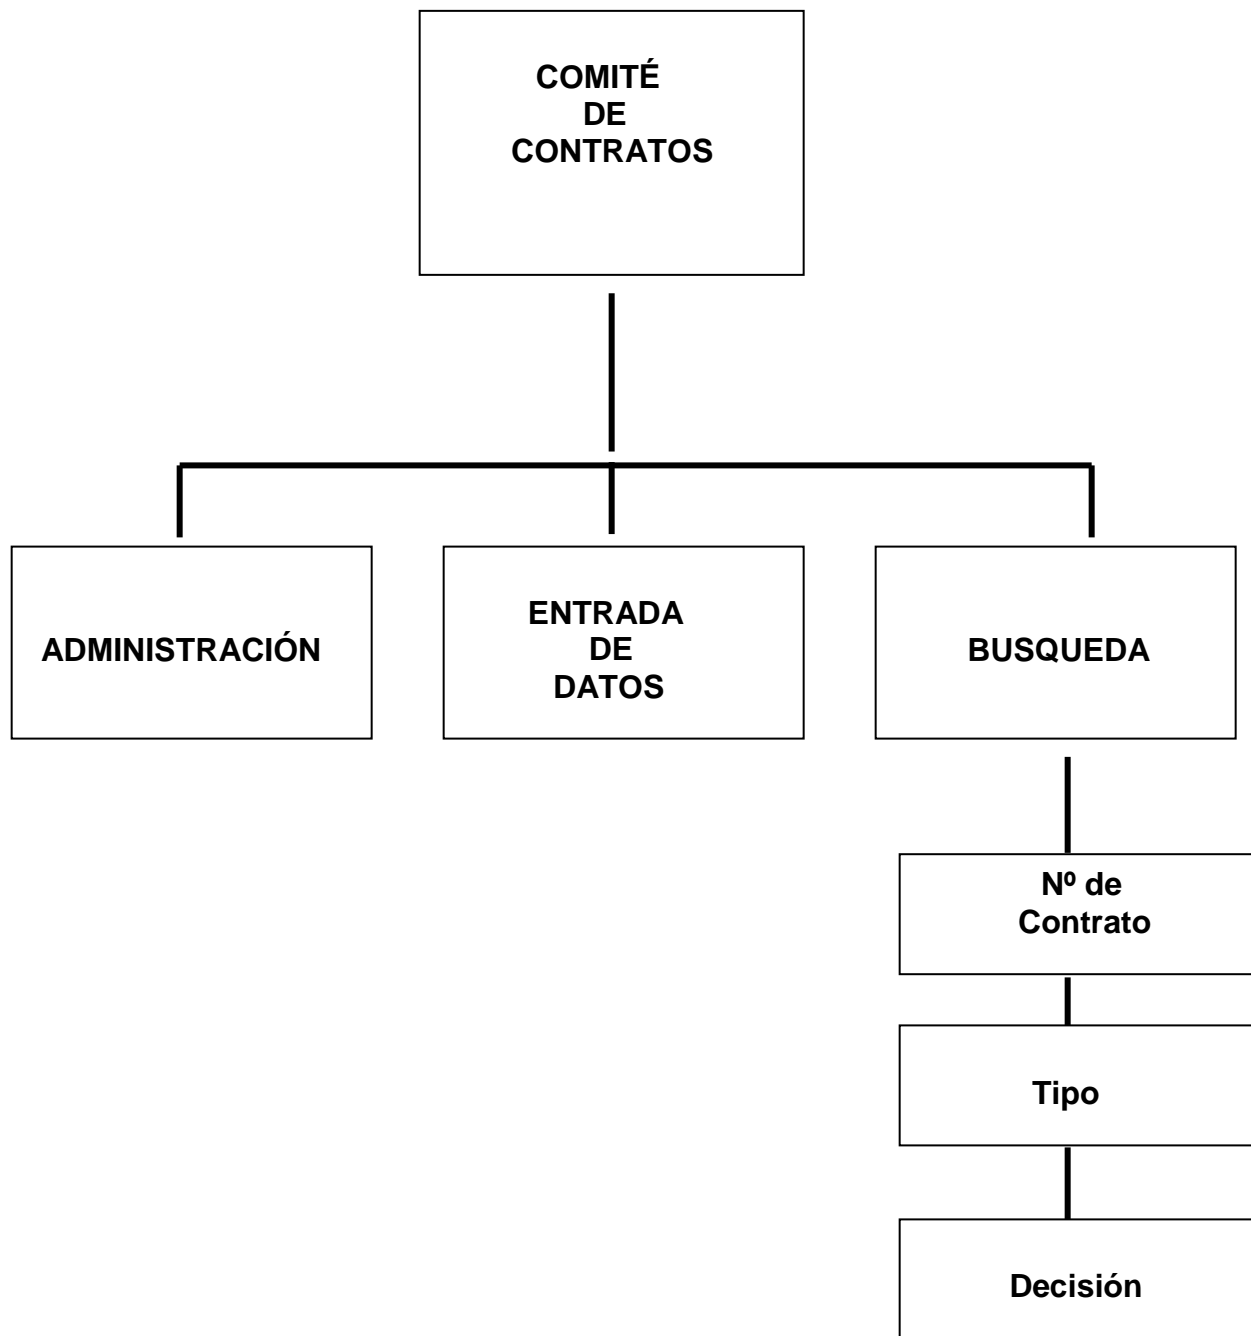 COMITÉ
DE
CONTRATOS
ADMINISTRACIÓN
ENTRADA
DE
DATOS
BUSQUEDA
Nº de
Contrato
Tipo
Decisión